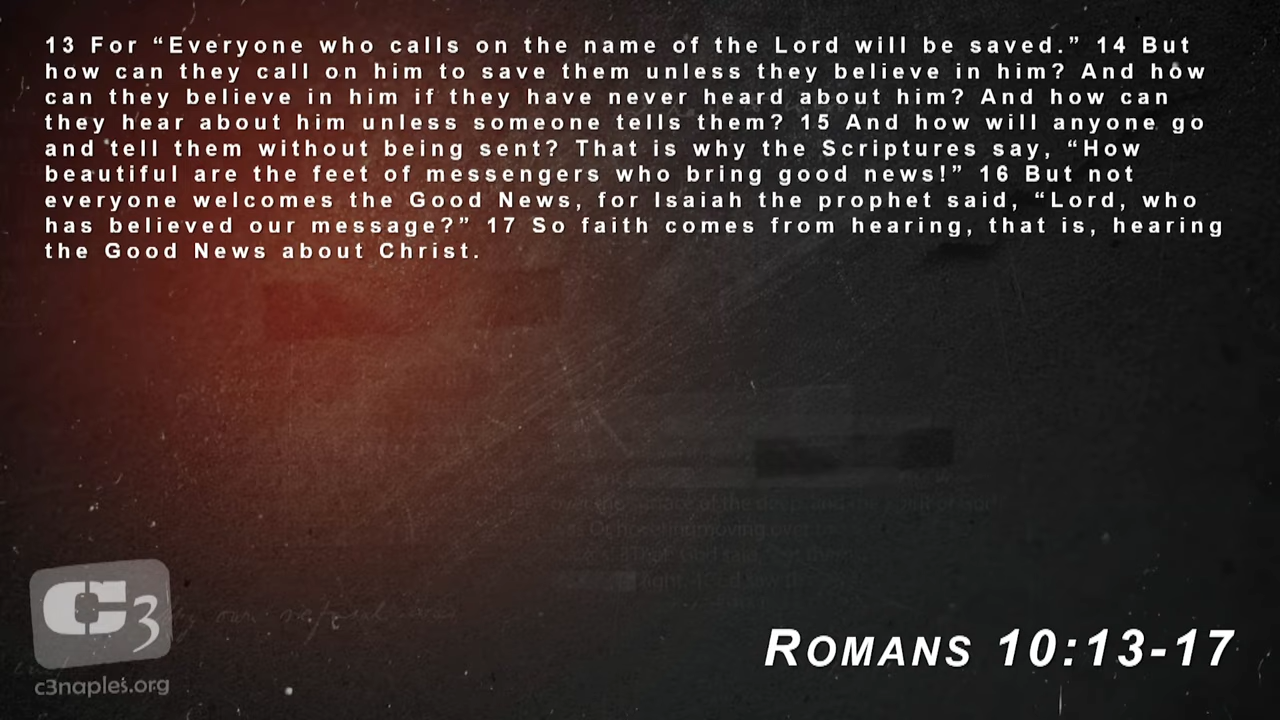 13 For “Everyone who calls on the name of the Lord will be saved.” 14 But
how can they call on him to save them unless they believe in him? And how
can they believe in him if they have never heard about him? And how can
they hear about him unless someone tells them? 15 And how will anyone go
and tell them without being sent? That is why the Scriptures say, “How
beautiful are the feet of messengers who bring good news!” 16 But not
everyone welcomes the Good News, for Isaiah the prophet said, “Lord, who
has believed our message?” 17 So faith comes from hearing, that is, hearing
the Good News about Christ.
C3
c3naples.org
ROMANS 10:13-17